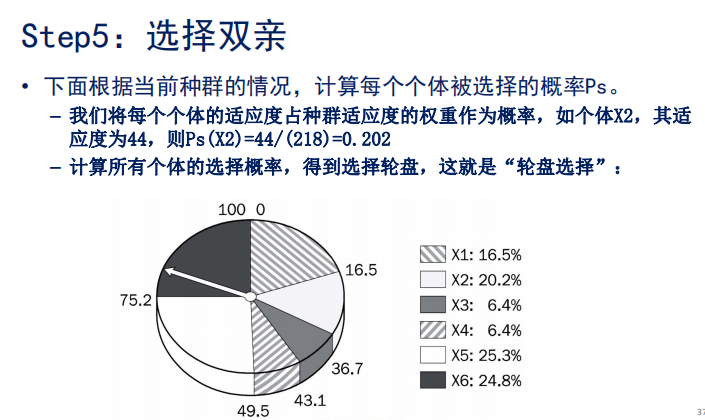 Step5：选择双亲
• 下面根据当前种群的情况，计算每个个体被选择的概率Ps。
– 我们将每个个体的适应度占种群适应度的权重作为概率，如个体X2，其适
应度为44，则Ps(X2)=44/(218)=0.202
– 计算所有个体的选择概率，得到选择轮盘，这就是“轮盘选择”：
100 0
16.5
75.2
36.7
43.1
49.5
X1: 16.5%
X2: 20.2%
X3: 6.4%
X4: 6.4%
X5: 25.3%
X6: 24.8%
37